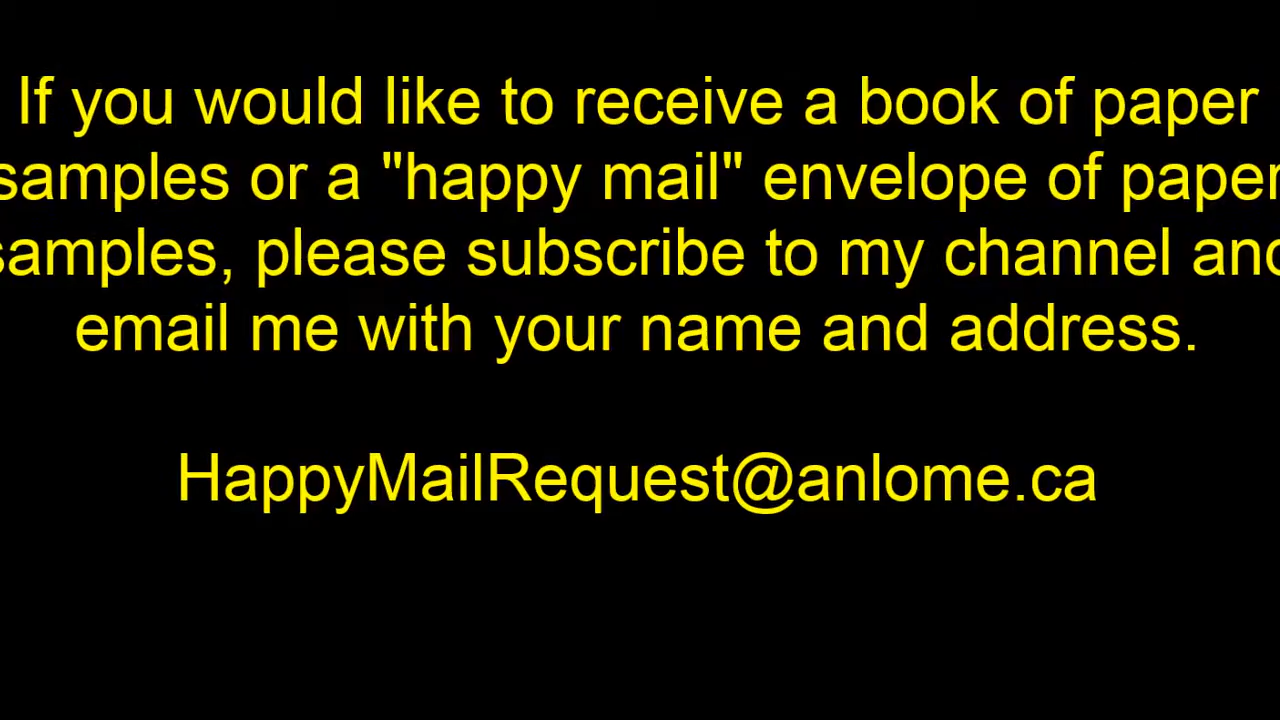 If you would like to receive a book of paper
samples or a "happy mail" envelope of paper
samples, please subscribe to my channel and
email me with your name and address.
HappyMailRequest@anlome.ca